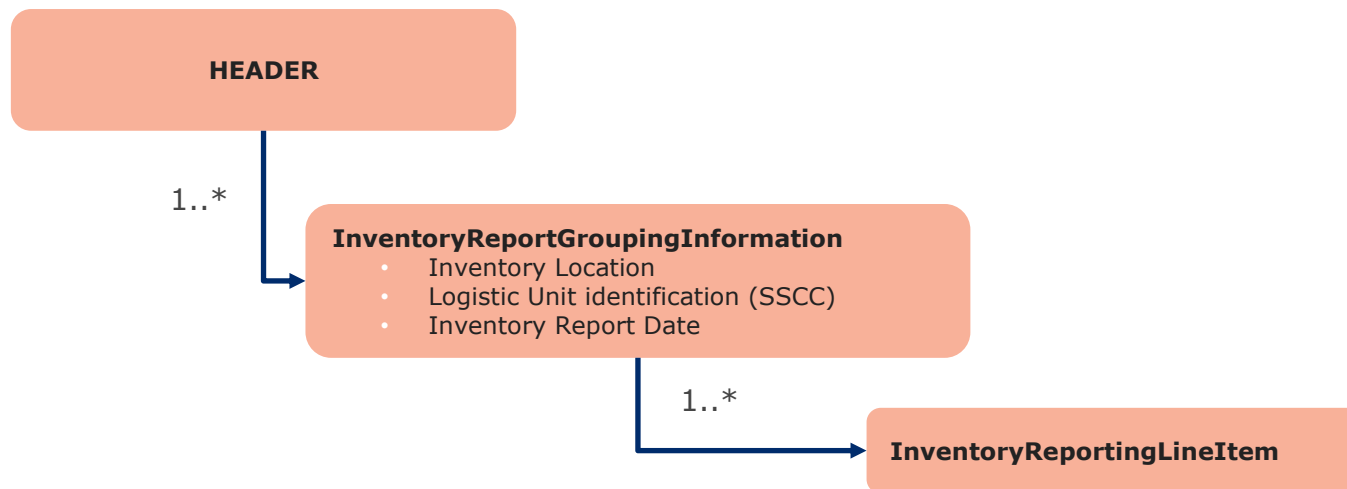 HEADER
1..*
InventoryReportGroupingInformation
• Inventory Location
• Logistic Unit identification (SSCC)
• Inventory Report Date
1..*
InventoryReportingLineItem